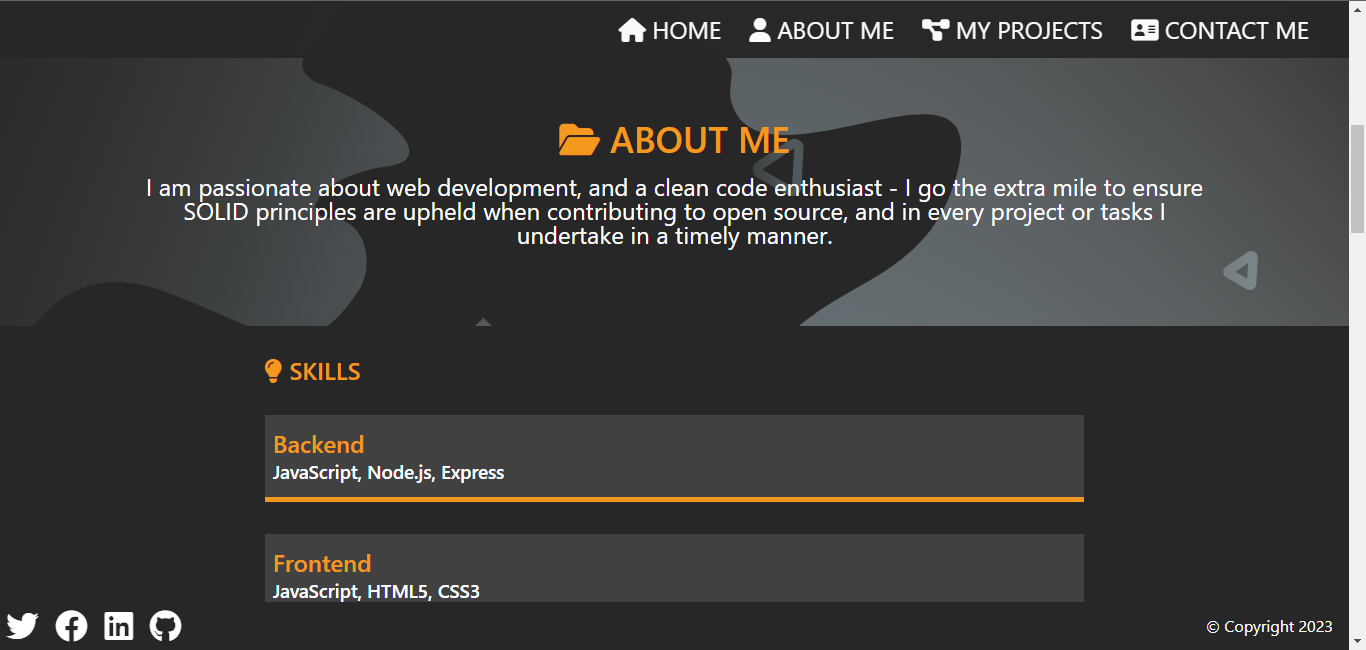 HOME ABOUT ME MY PROJECTS CONTACT ME
ABOUT ME
I am passionate about web development, and a clean code enthusiast - I go the extra mile to ensure
SOLID principles are upheld when contributing to open source, and in every project or tasks I
undertake in a timely manner.
SKILLS
Backend
JavaScript, Node.js, Express
Frontend
JavaScript, HTML5, CSS3
© Copyright 2023